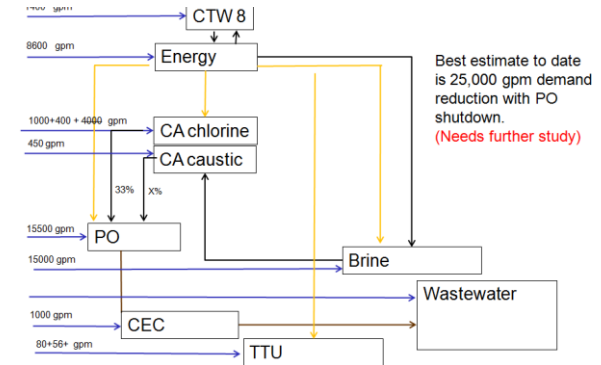 1400 gpm
CTW 8
8600 gpm
Energy
Best estimate to date
is 25,000 gpm demand
reduction with PO
shutdown.
(Needs further study)
1000+400 + 4000 gpm
CA chlorine
450 gpm
CA caustic
33%
X%
15500 gpm
PO
15000 gpm
Brine
Wastewater
1000 gpm
CEC
80+56+ gpm
TTU